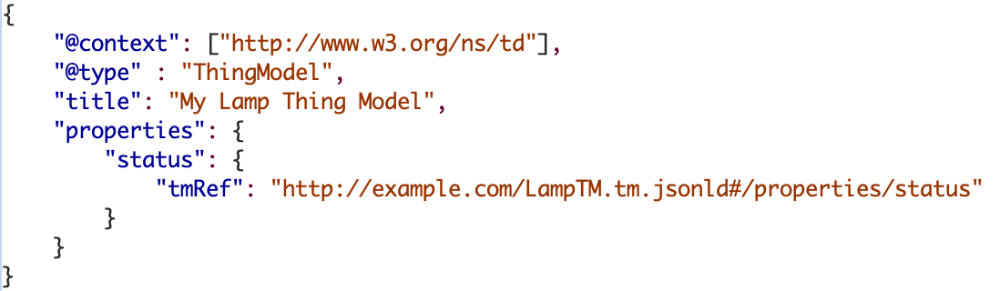 {
    "@context": ["http://www.w3.org/ns/td"],
    "@type" : "ThingModel",
    "title": "My Lamp Thing Model",
    "properties": {
        "status": {
            "tmRef": "http://example.com/LampTM.tm.jsonld#/properties/status"
        }
    }
}